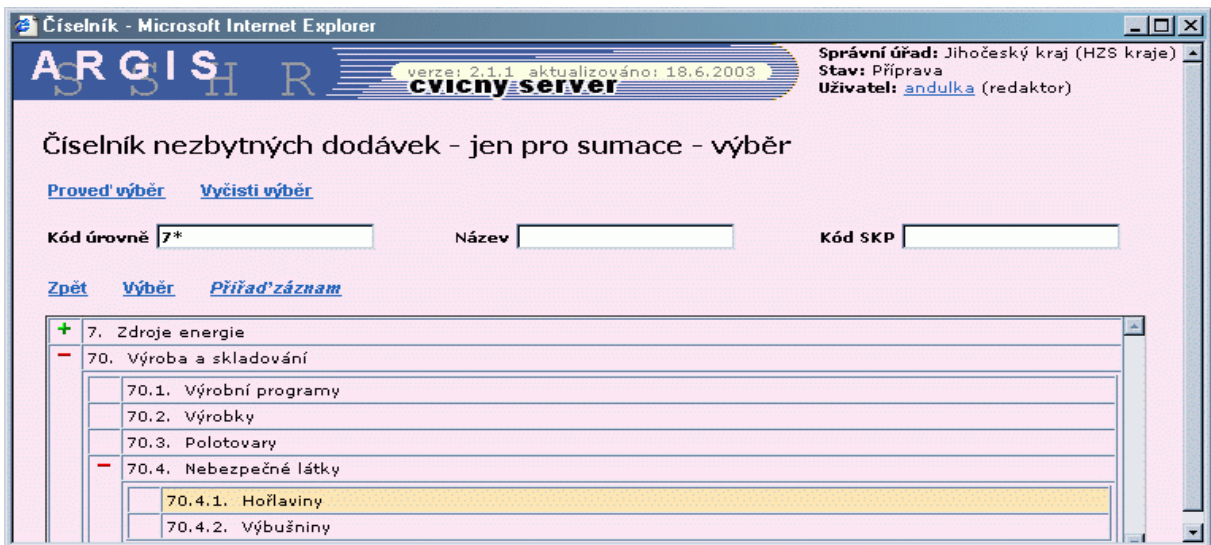 Číselník - Microsoft Internet Explorer
ARGIS
SSHR
verze: 2.1.1 aktualizováno: 18.6.2003
cvicny server
Správní úřad: Jihočeský kraj (HZS kraje)
Stav: Příprava
Uživatel: andulka (redaktor)
Číselník nezbytných dodávek - jen pro sumace - výběr
Proveď výběr Vyčisti výběr
Kód úrovně 7* Název Kód SKP
Zpět Výběr Přiřaď záznam
+ 7. Zdroje energie
- 70. Výroba a skladování
70.1. Výrobní programy
70.2. Výrobky
70.3. Polotovary
- 70.4. Nebezpečné látky
70.4.1. Hořlaviny
70.4.2. Výbušniny